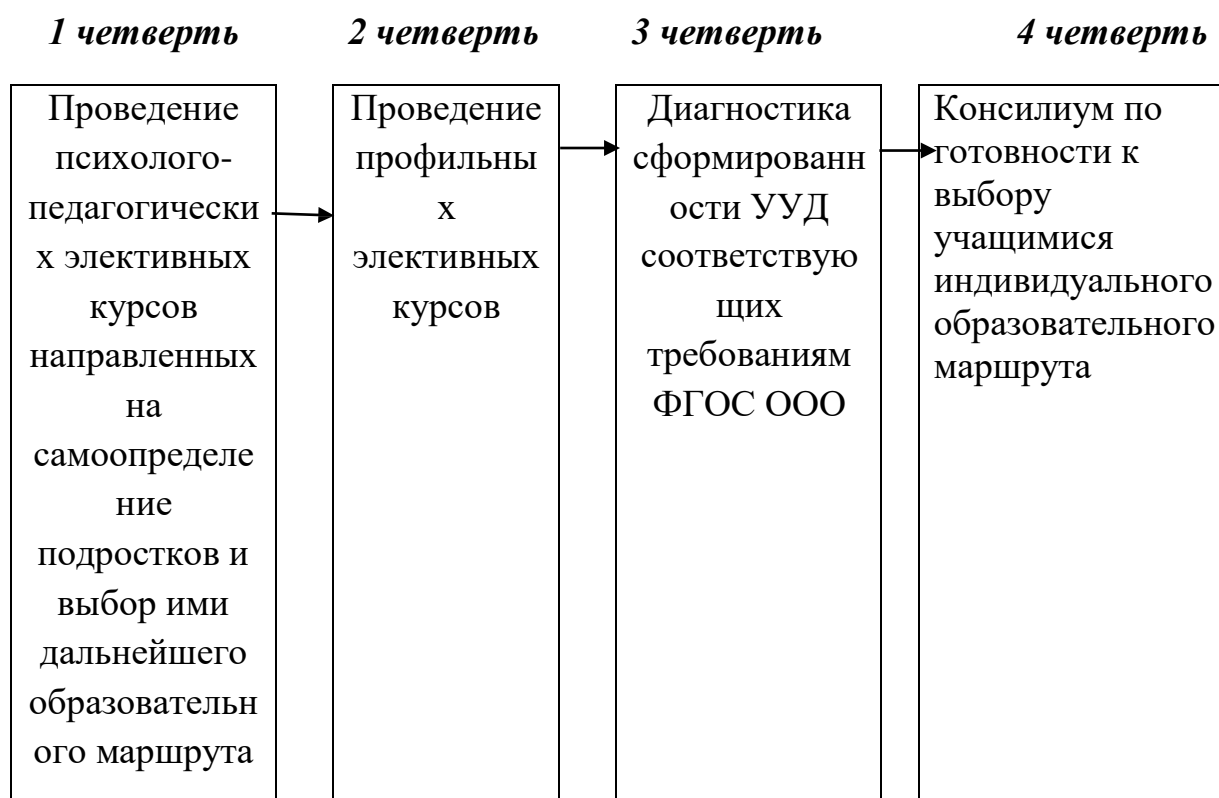 1 четверть
2 четверть
3 четверть
4 четверть
Проведение
психолого-
педагогически
х элективных
курсов
направленных
на
самоопределе
ние
подростков и
выбор ими
дальнейшего
образовательн
ого маршрута
Проведение
профильны
х
элективных
курсов
Диагностика
сформированн
ости УУД
соответствую
щих
требованиям
ФГОС ООО
Консилиум по
готовности к
выбору
учащимися
индивидуального
образовательного
маршрута